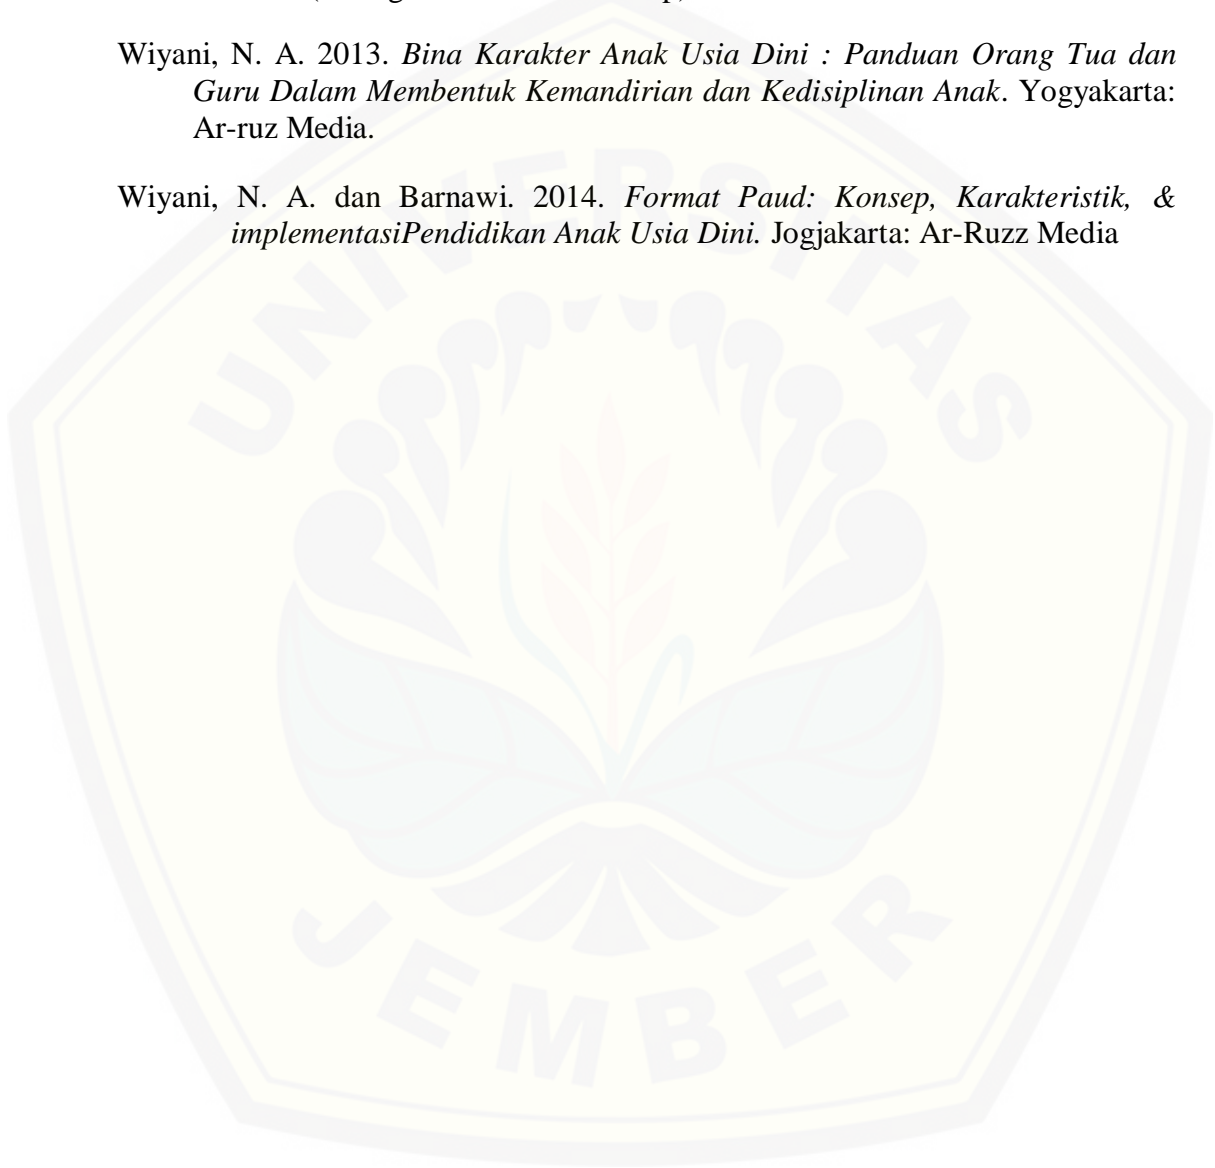 Wiyani, N. A. 2013. Bina Karakter Anak Usia Dini : Panduan Orang Tua dan
Guru Dalam Membentuk Kemandirian dan Kedisiplinan Anak. Yogyakarta:
Ar-ruz Media.
Wiyani, N. A. dan Barnawi. 2014. Format Paud: Konsep, Karakteristik, &
implementasiPendidikan Anak Usia Dini. Jogjakarta: Ar-Ruzz Media
UNIVERSITAS
JEMBER